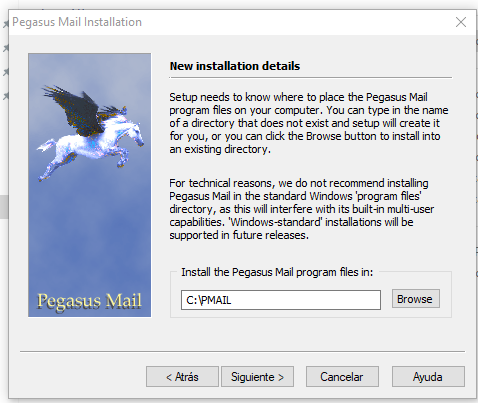 Pegasus Mail Installation
New installation details
Setup needs to know where to place the Pegasus Mail
program files on your computer. You can type in the name
of a directory that does not exist and setup will create it
for you, or you can click the Browse button to install into
an existing directory.
For technical reasons, we do not recommend installing
Pegasus Mail in the standard Windows 'program files'
directory, as this will interfere with its built-in multi-user
capabilities. 'Windows-standard' installations will be
supported in future releases.
Install the Pegasus Mail program files in:
C:\PMAIL
Browse
Pegasus Mail
< Atrás
Siguiente >
Cancelar
Ayuda